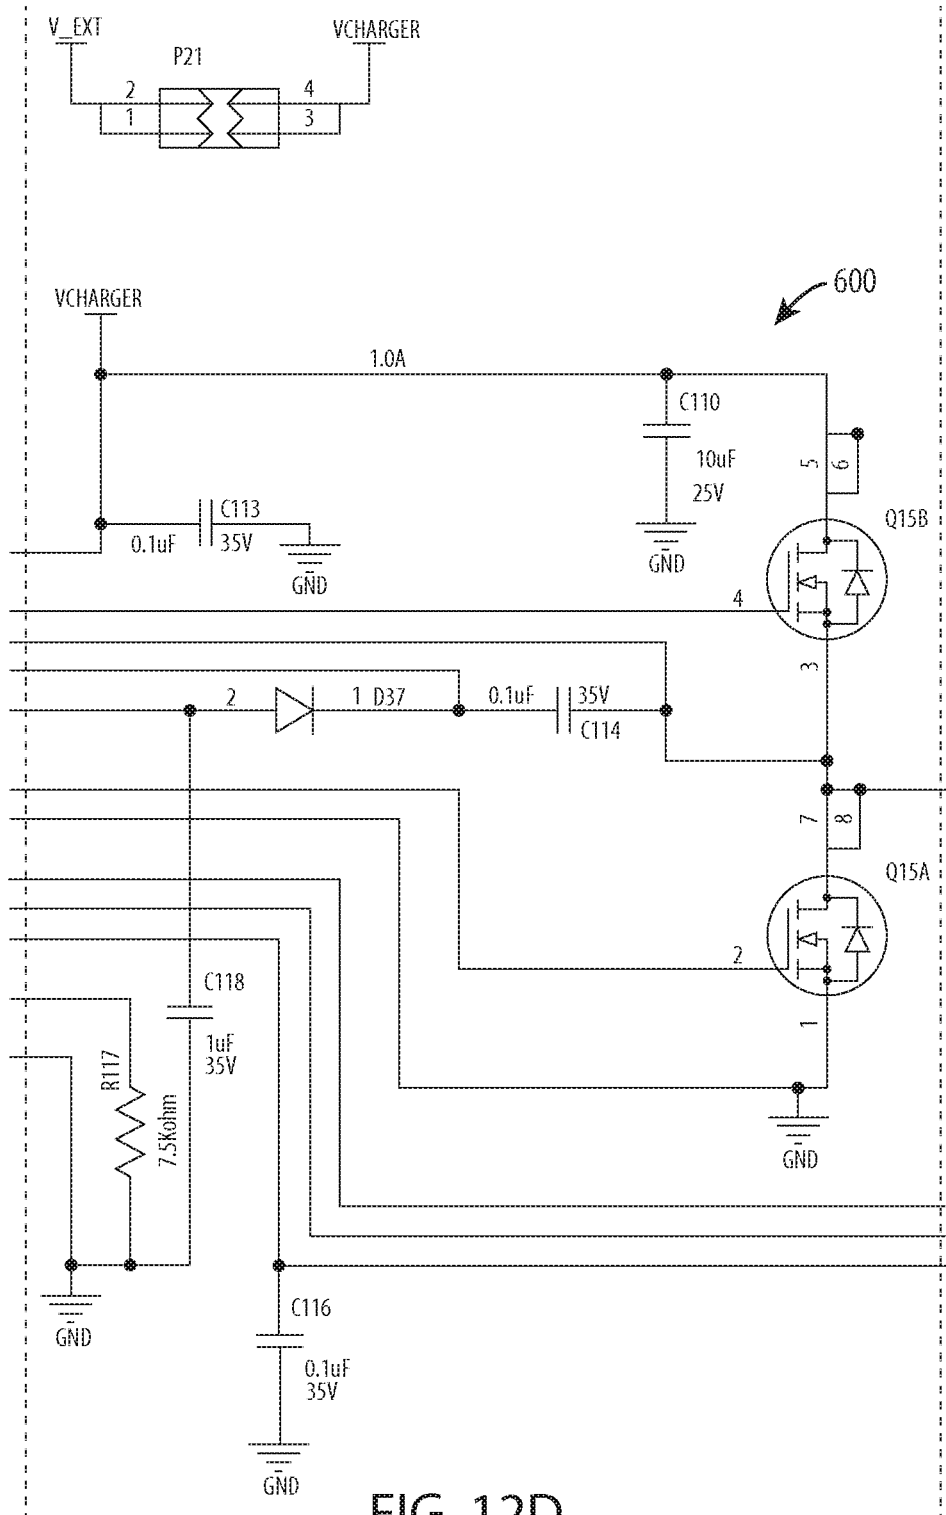 V_EXT
VCHARGER
P21
2
4
1
3
600
VCHARGER
1.0A
C110
10uF
25V
5
6
C113
0.1uF
35V
GND
GND
Q15B
4
3
2
1 D37
0.1uF
35V
C114
7
8
Q15A
2
1
C118
1uF
35V
R117
7.5Kohm
GND
GND
C116
0.1uF
35V
GND
FIG. 12D